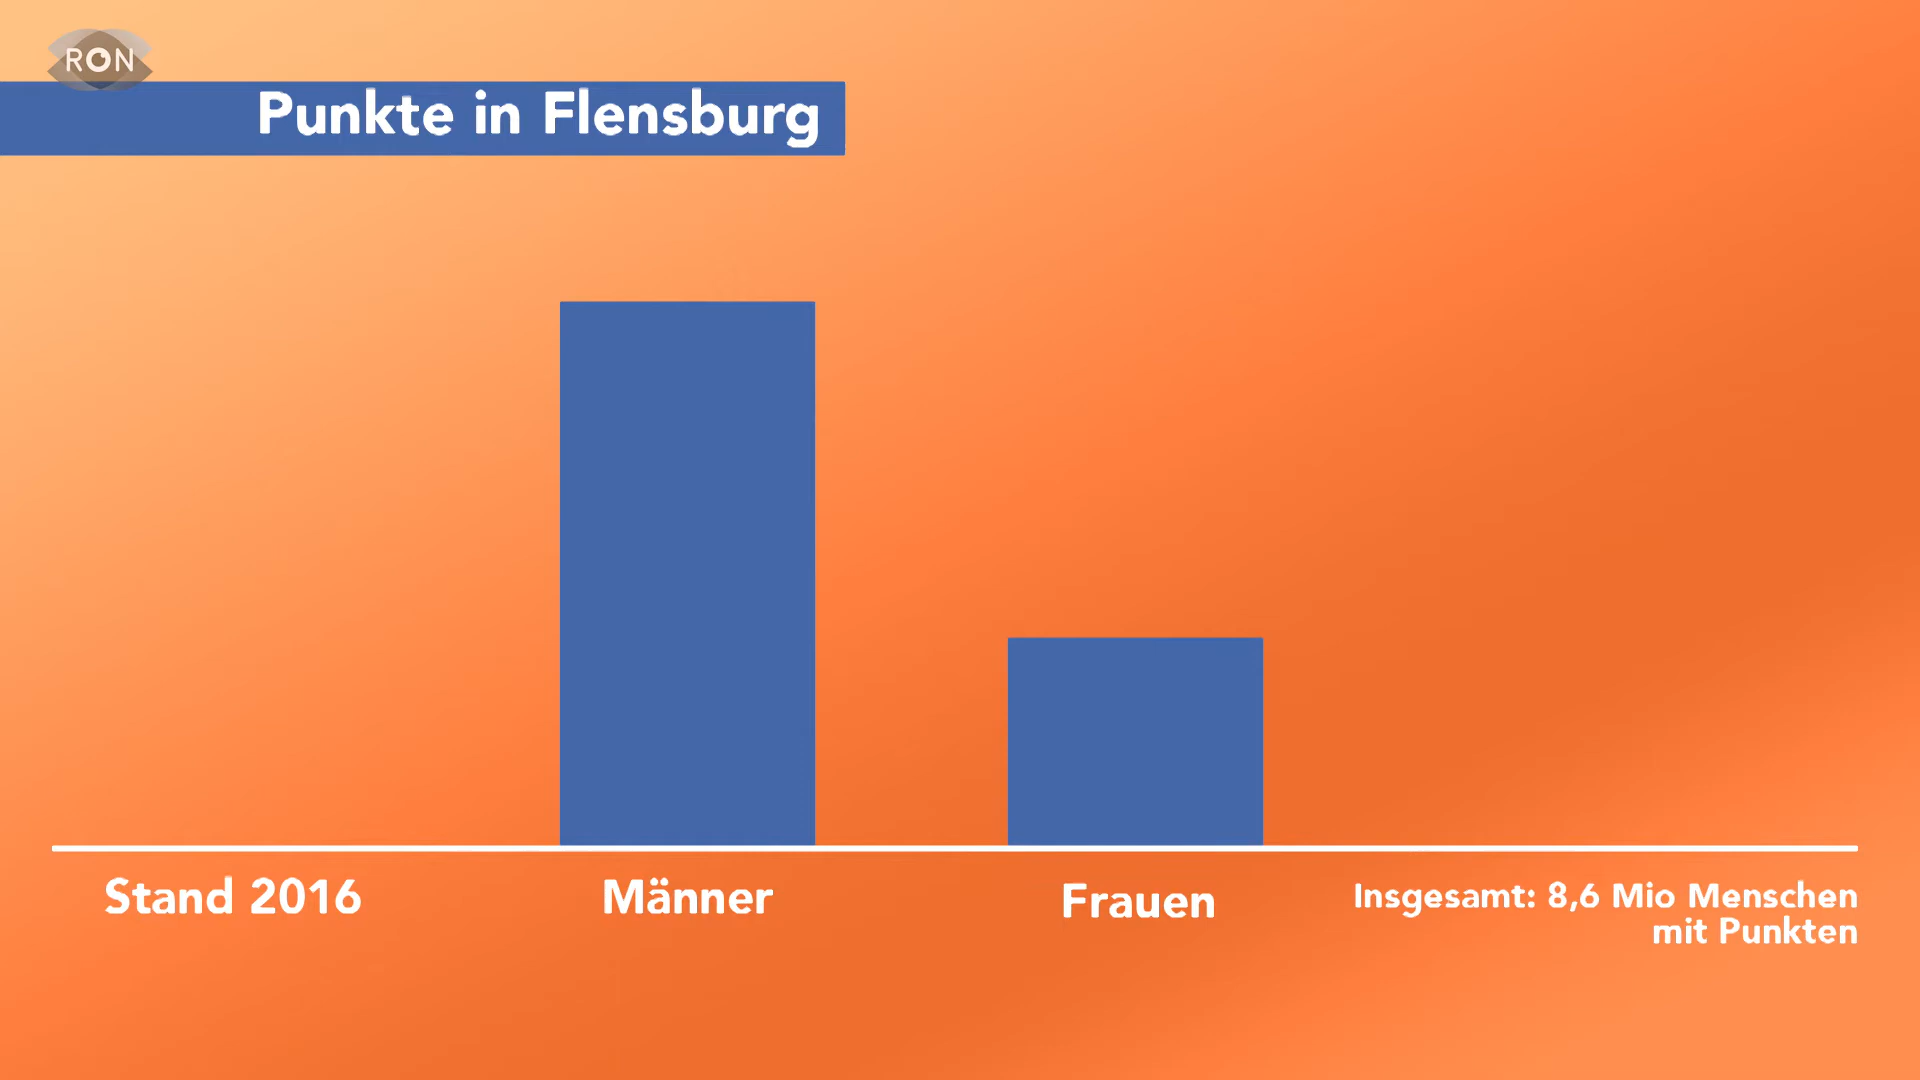 RON
Punkte in Flensburg
Stand 2016
Männer
Frauen
Insgesamt: 8,6 Mio Menschen
mit Punkten